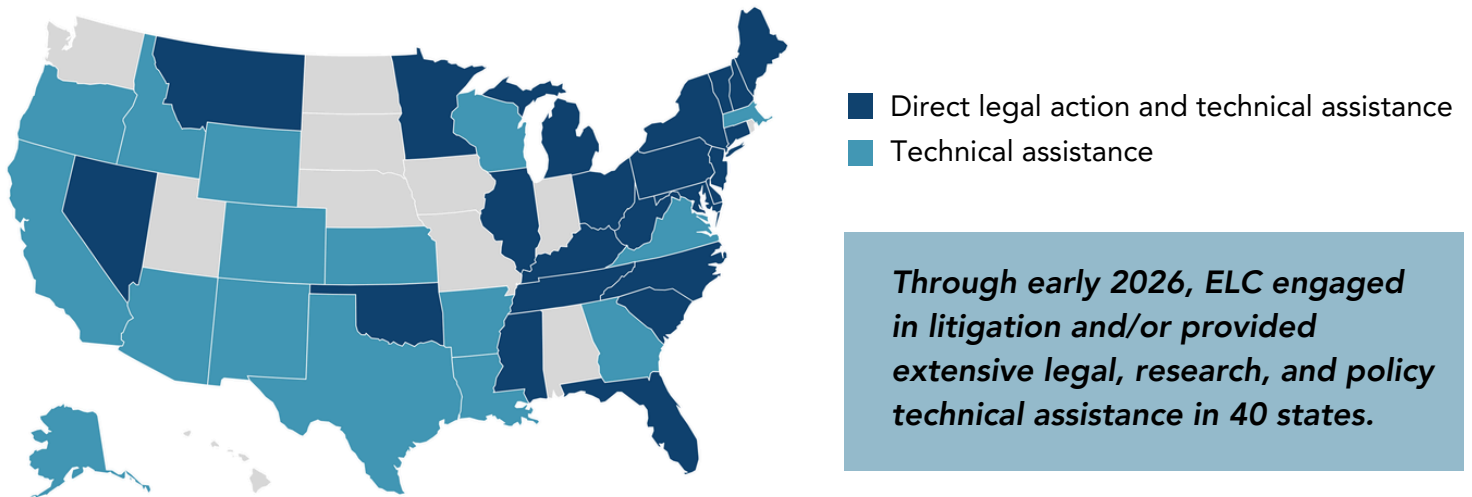 Direct legal action and technical assistance
Technical assistance
Through early 2026, ELC engaged
in litigation and/or provided
extensive legal, research, and policy
technical assistance in 40 states.